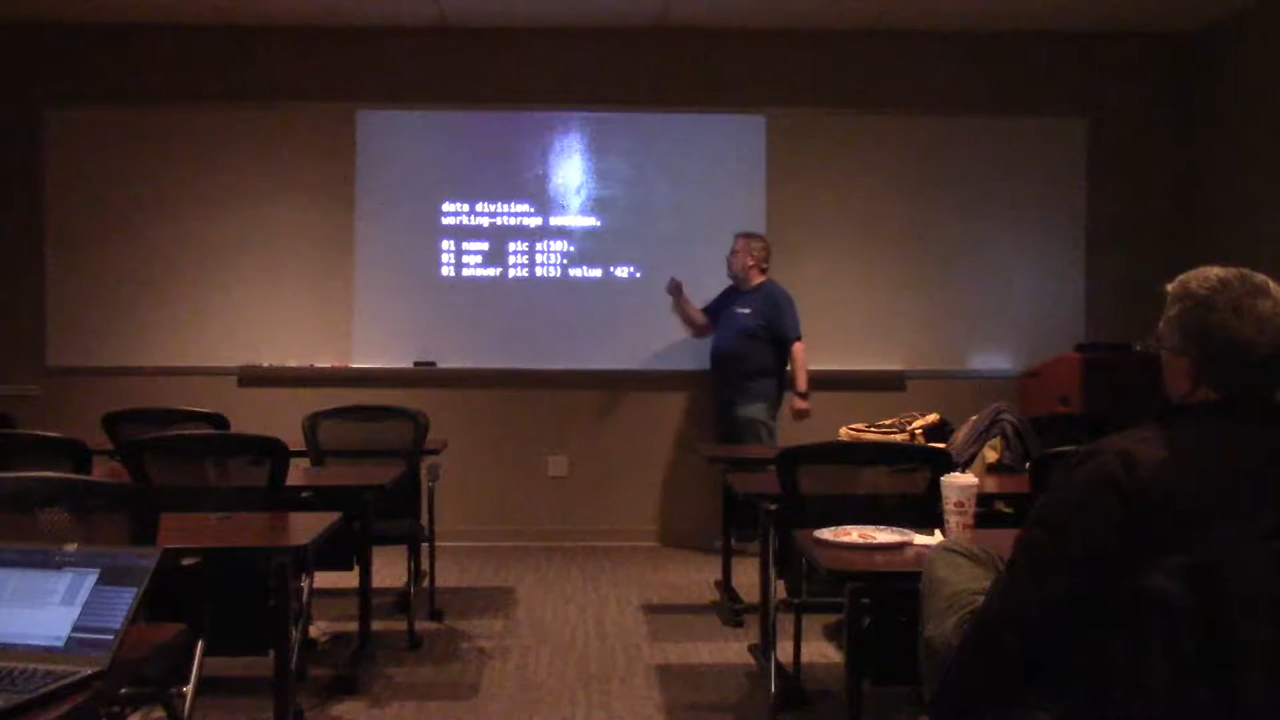 data division.
working-storage section.
01 name pic x(10).
01 age pic 9(3).
01 answer pic 9(5) value '42'.